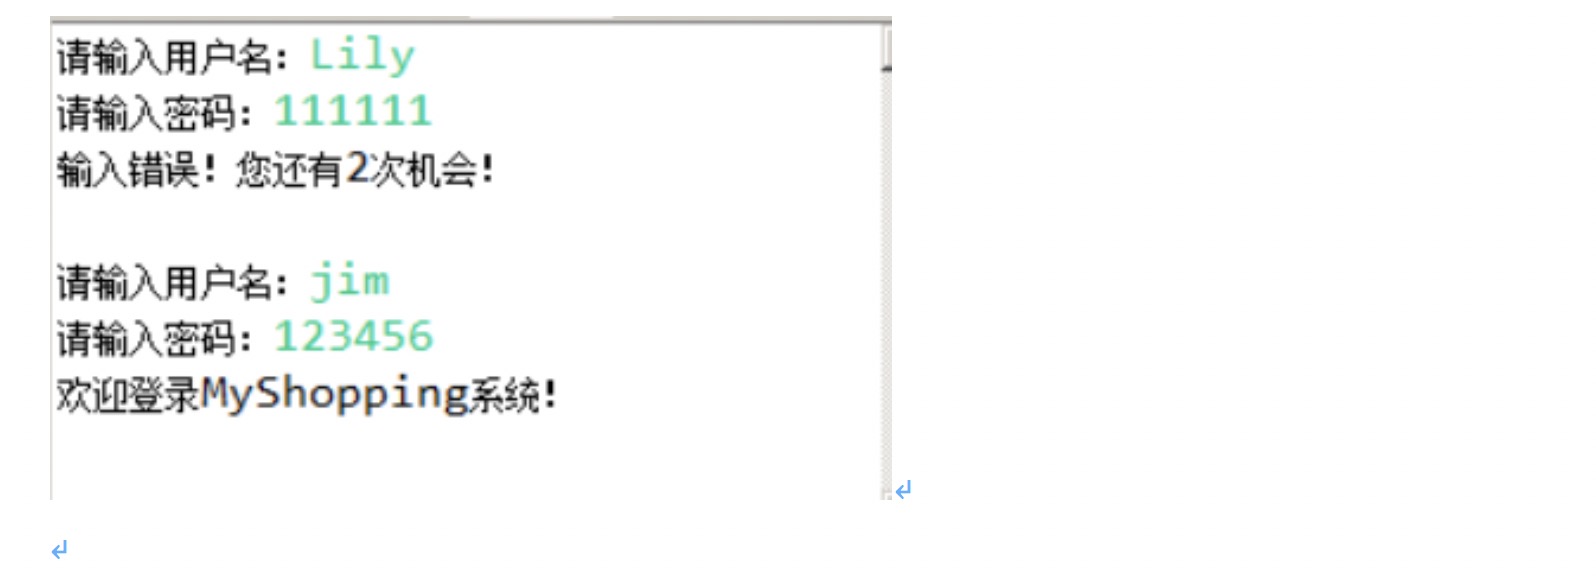 请输入用户名：Lily
请输入密码：111111
输入错误！您还有2次机会！
请输入用户名：jim
请输入密码：123456
欢迎登录MyShopping系统！